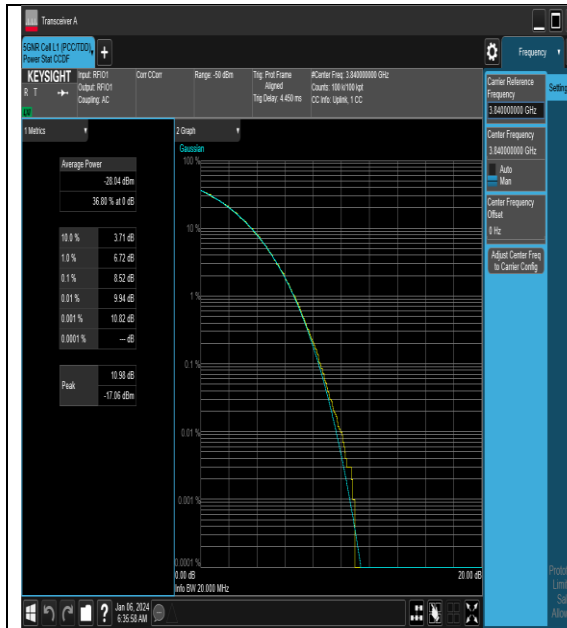 Transceiver A
5GNR Cell L1 (PCC/TDD),
Power Stat CCDF
Frequency
KEYSIGHT
R T
Input: RFIO1
Output: RFIO1
Coupling: AC
Corr CCorr
Range: -50 dBm
Trig: Prot Frame
Aligned
Trig Delay: 4.450 ms
#Center Freq: 3.840000000 GHz
Counts: 100 k/100 kpt
CC Info: Uplink, 1 CC
1 Metrics
Average Power
-28.04 dBm
36.80 % at 0 dB
10.0 % 3.71 dB
1.0 % 6.72 dB
0.1 % 8.52 dB
0.01 % 9.94 dB
0.001 % 10.82 dB
0.0001 % --- dB
Peak
10.98 dB
-17.06 dBm
2 Graph
Gaussian
100 %
10 %
1 %
0.1 %
0.01 %
0.001 %
0.0001 %
0.00 dB
20.00 dB
Info BW 20.000 MHz
Carrier Reference
Frequency
3.840000000 GHz
Center Frequency
3.840000000 GHz
Auto
Man
Center Frequency
Offset
0 Hz
Adjust Center Freq
to Carrier Config
Setting
Proto
Limit
Sa
Allow
Jan 06, 2024
6:35:58 AM